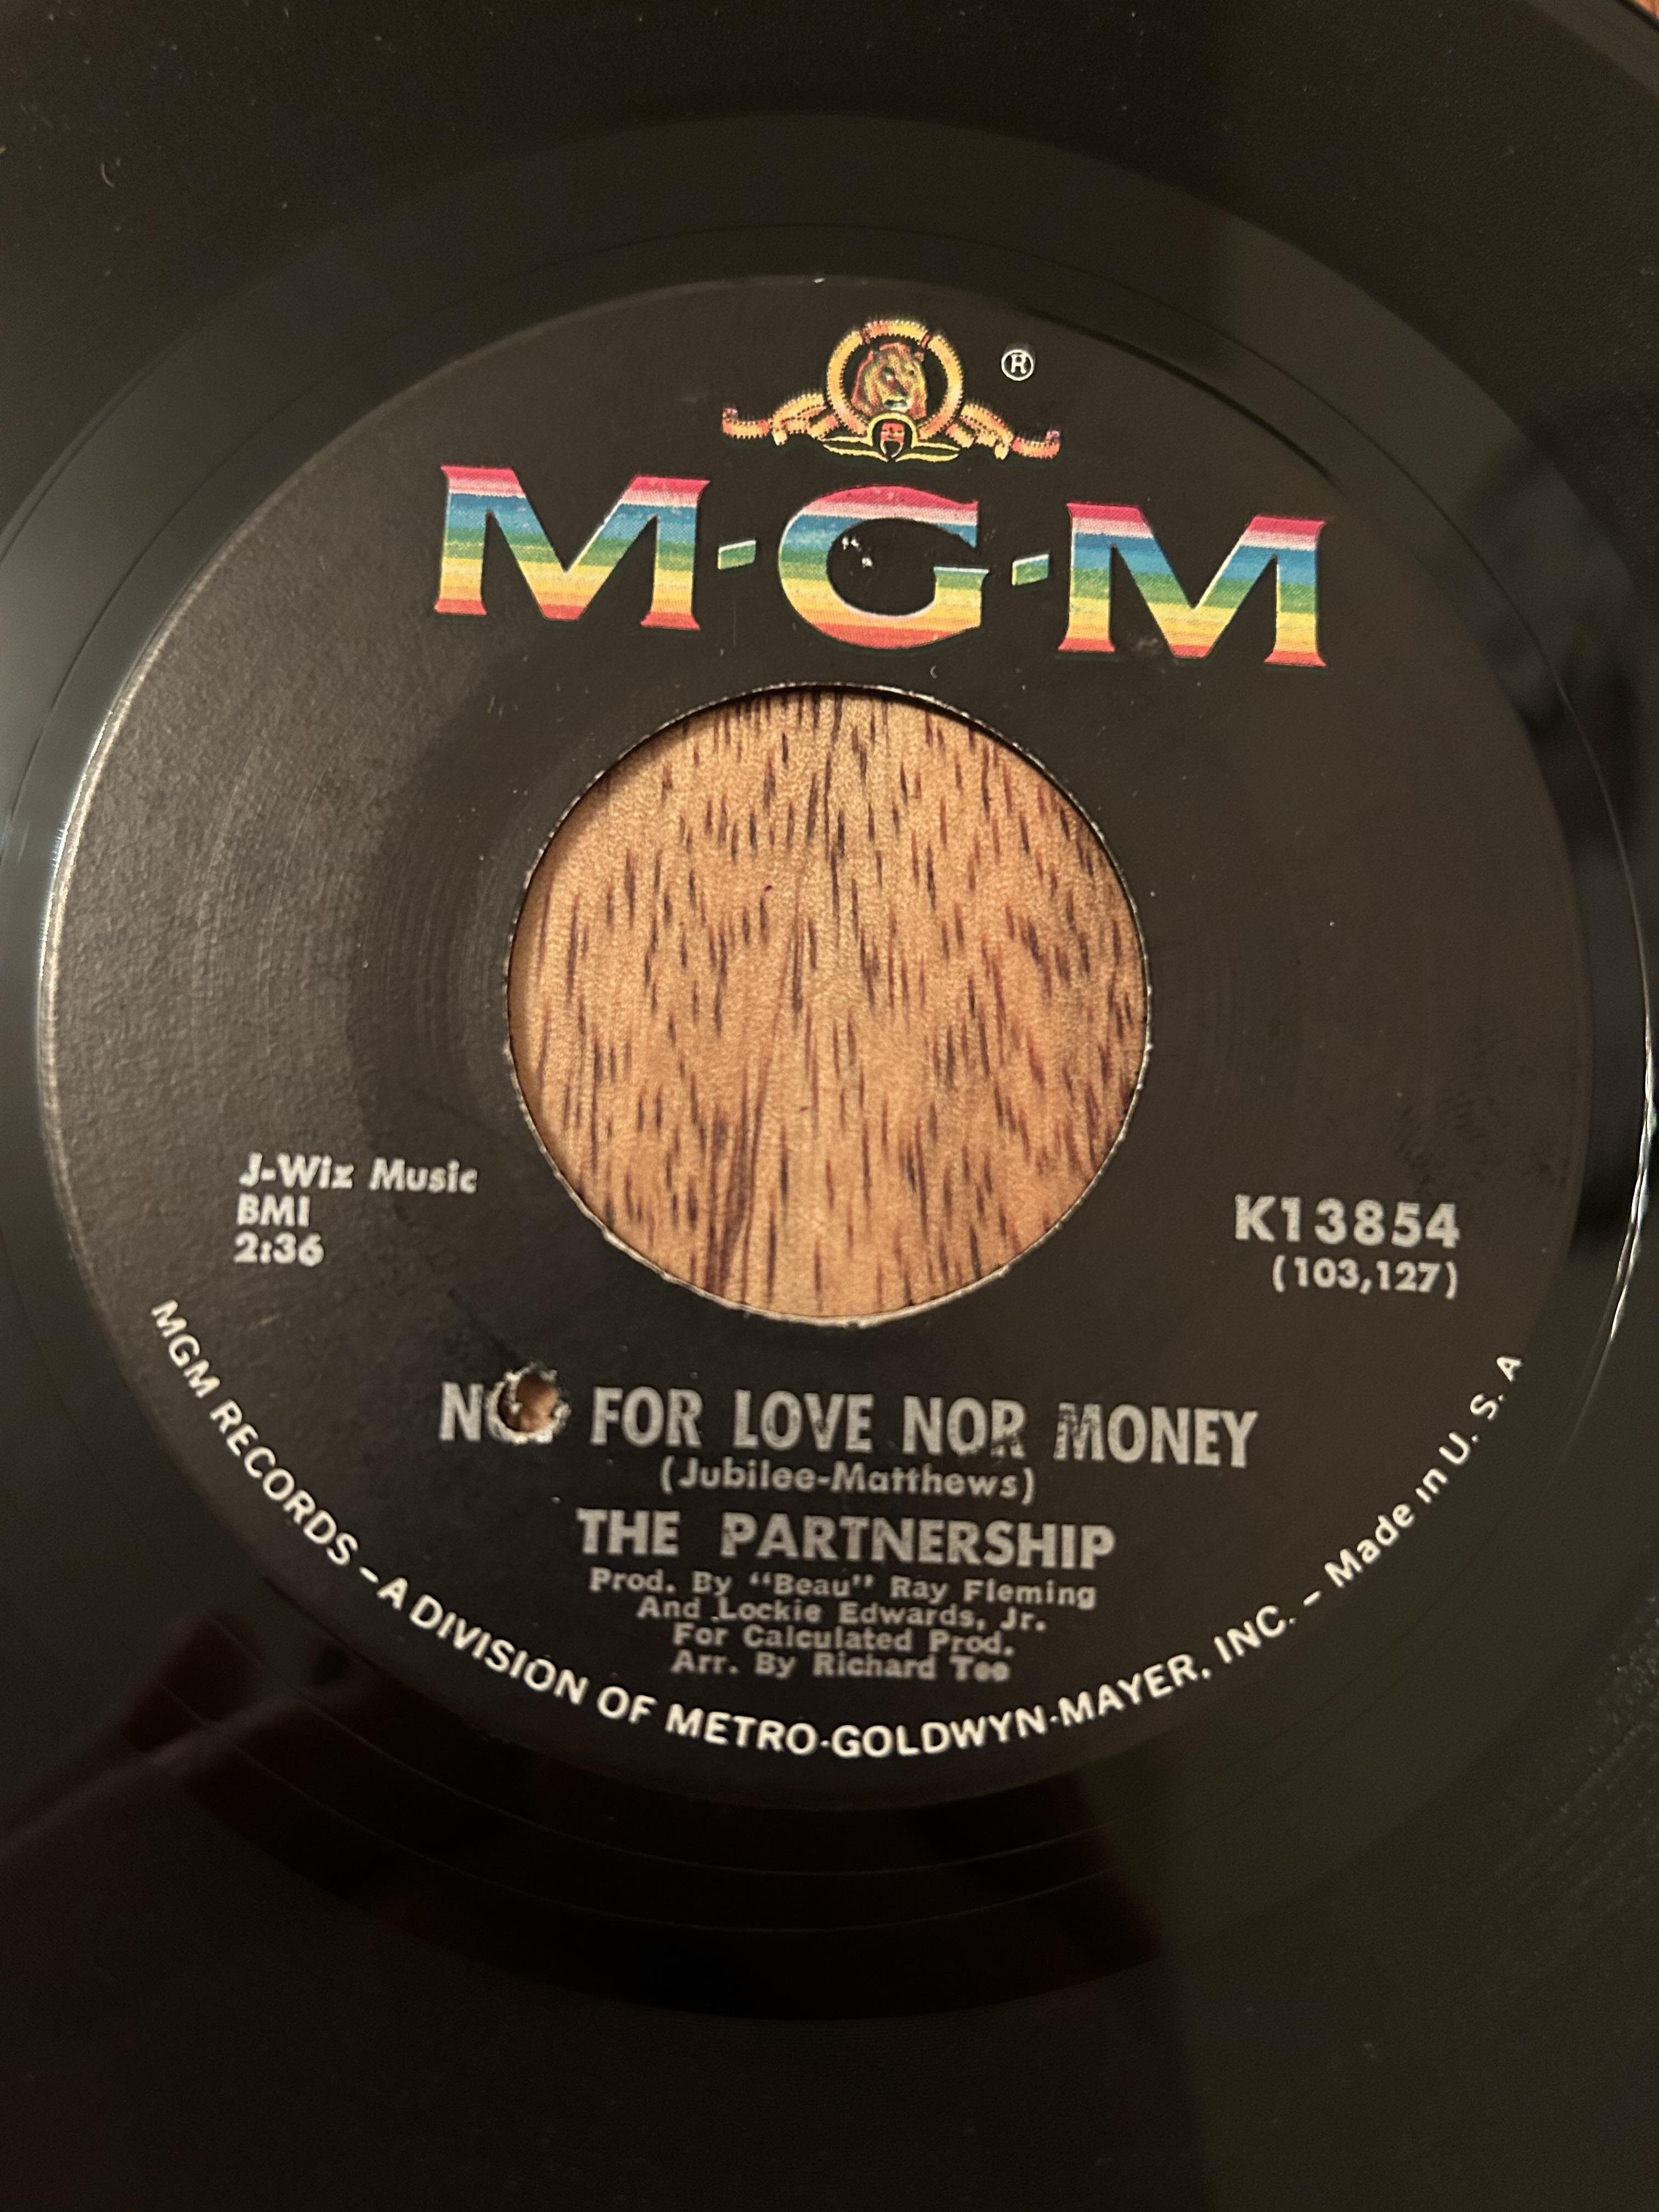 ®
M-G-M
J-Wiz Music
BMI
2:36
K13854
(103,127)
FOR LOVE NOR MONEY
(Jubilee-Matthews)
THE PARTNERSHIP
Prod. By "Beau" Ray Fleming
And Lockie Edwards, Jr.
For Calculated Prod.
Arr. By Richard Tee
MGM RECORDS – A DIVISION OF METRO-GOLDWYN-MAYER, INC. – Made in U. S. A